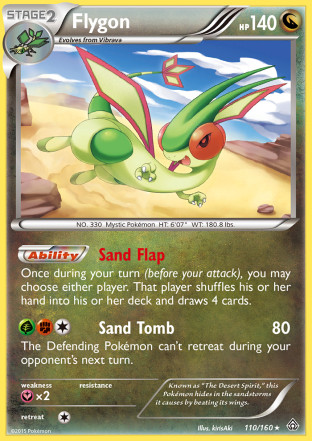 STAGE2
Flygon
HP140
Evolves from Vibrava
NO. 330 Mystic Pokémon HT: 6'07" WT: 180.8 lbs
Ability Sand Flap
Once during your turn (before your attack), you may
choose either player. That player shuffles his or her
hand into his or her deck and draws 4 cards.
Sand Tomb 80
The Defending Pokémon can't retreat during your
opponent's next turn.
weakness resistance
×2
retreat
Known as "The Desert Spirit," this
Pokémon hides in the sandstorms
it causes by beating its wings.
©2015 Pokémon
Illus. kirisAki
110/160★